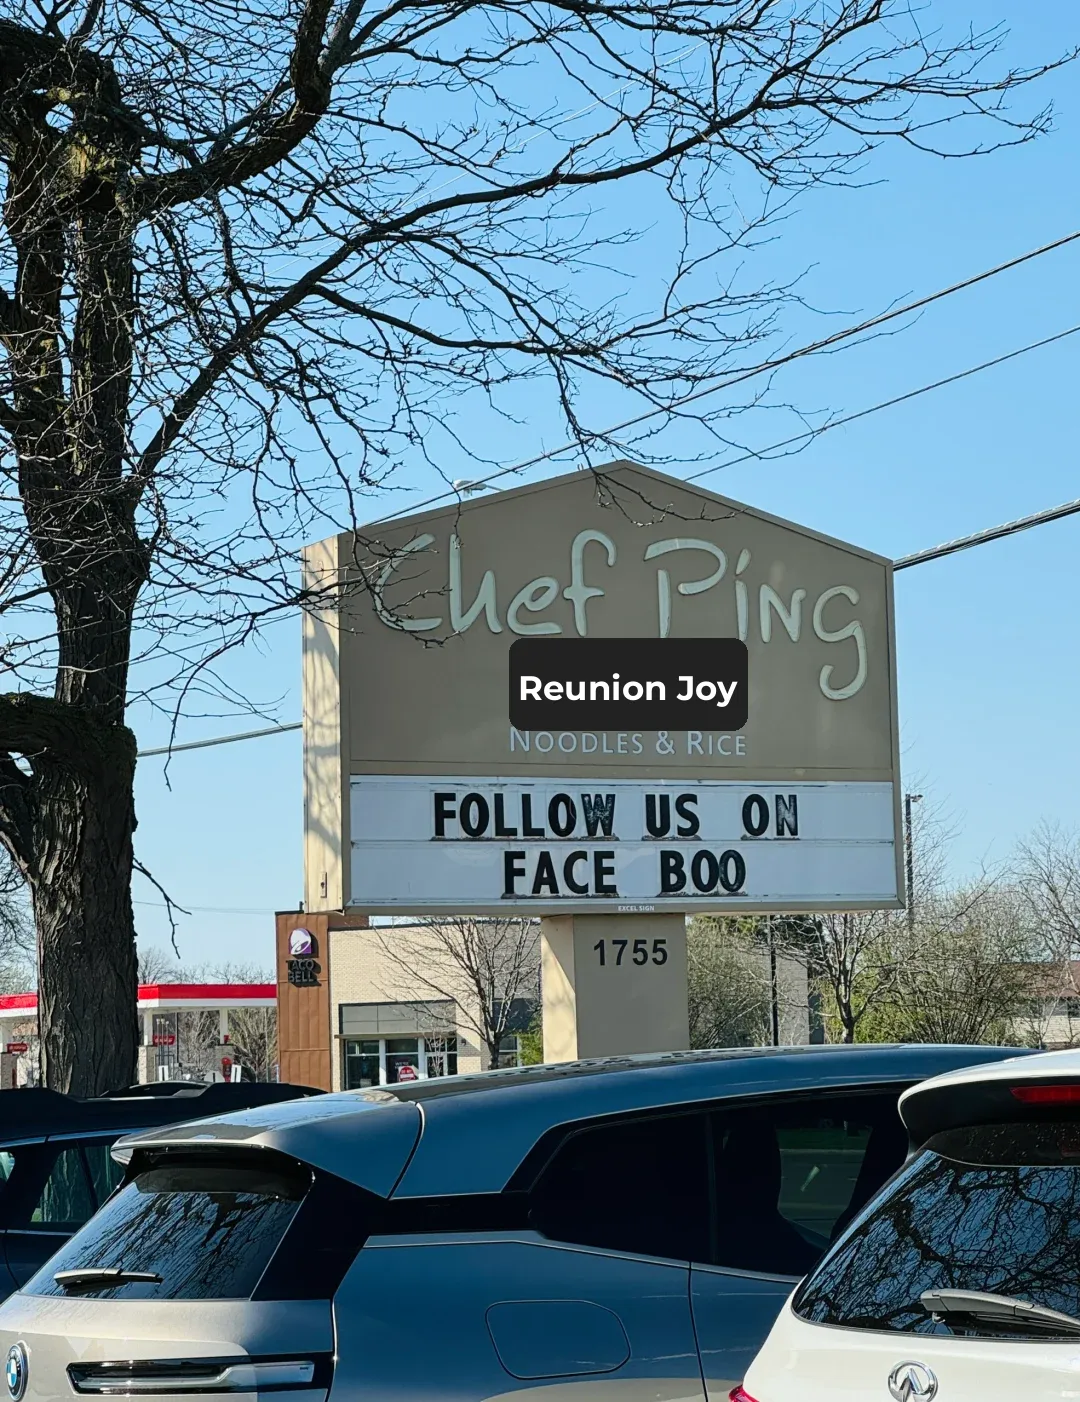 Chef Ping
Reunion Joy
NOODLES & RICE
FOLLOW US ON
FACE BOO
EXCEL SIGN
1755
TACO
BELL